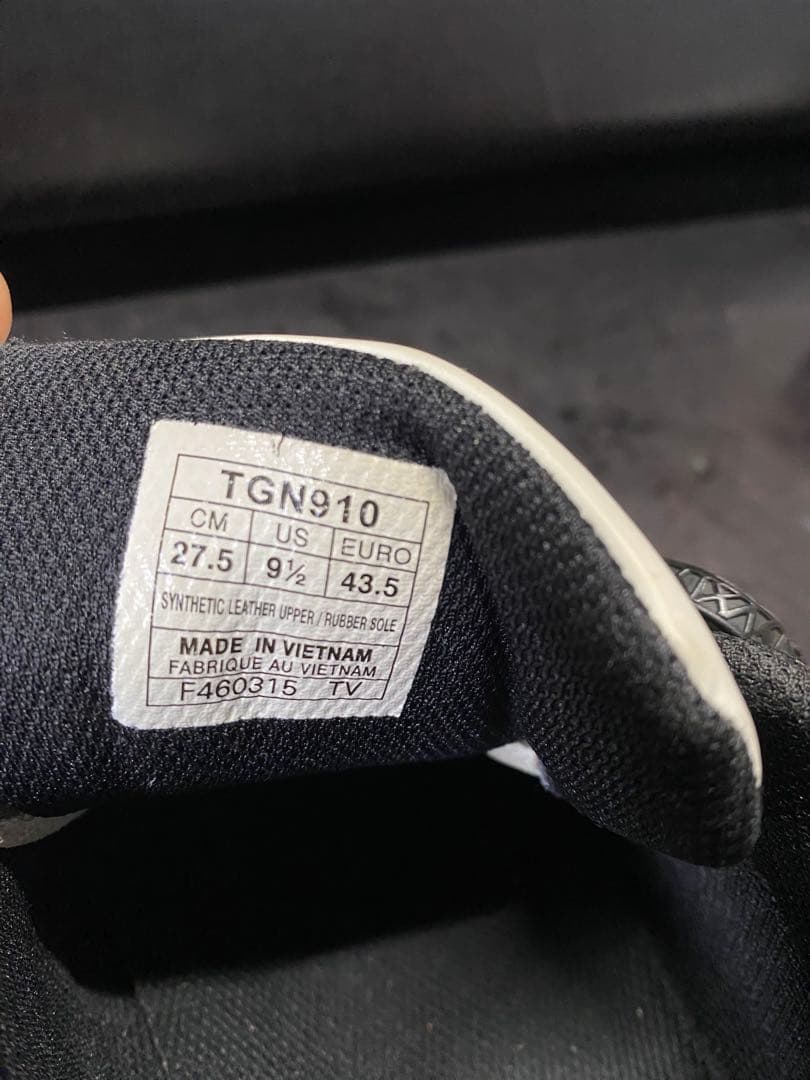 TGN910
CM US EURO
27.5 9½ 43.5
SYNTHETIC LEATHER UPPER / RUBBER SOLE
MADE IN VIETNAM
FABRIQUE AU VIETNAM
F460315 TV